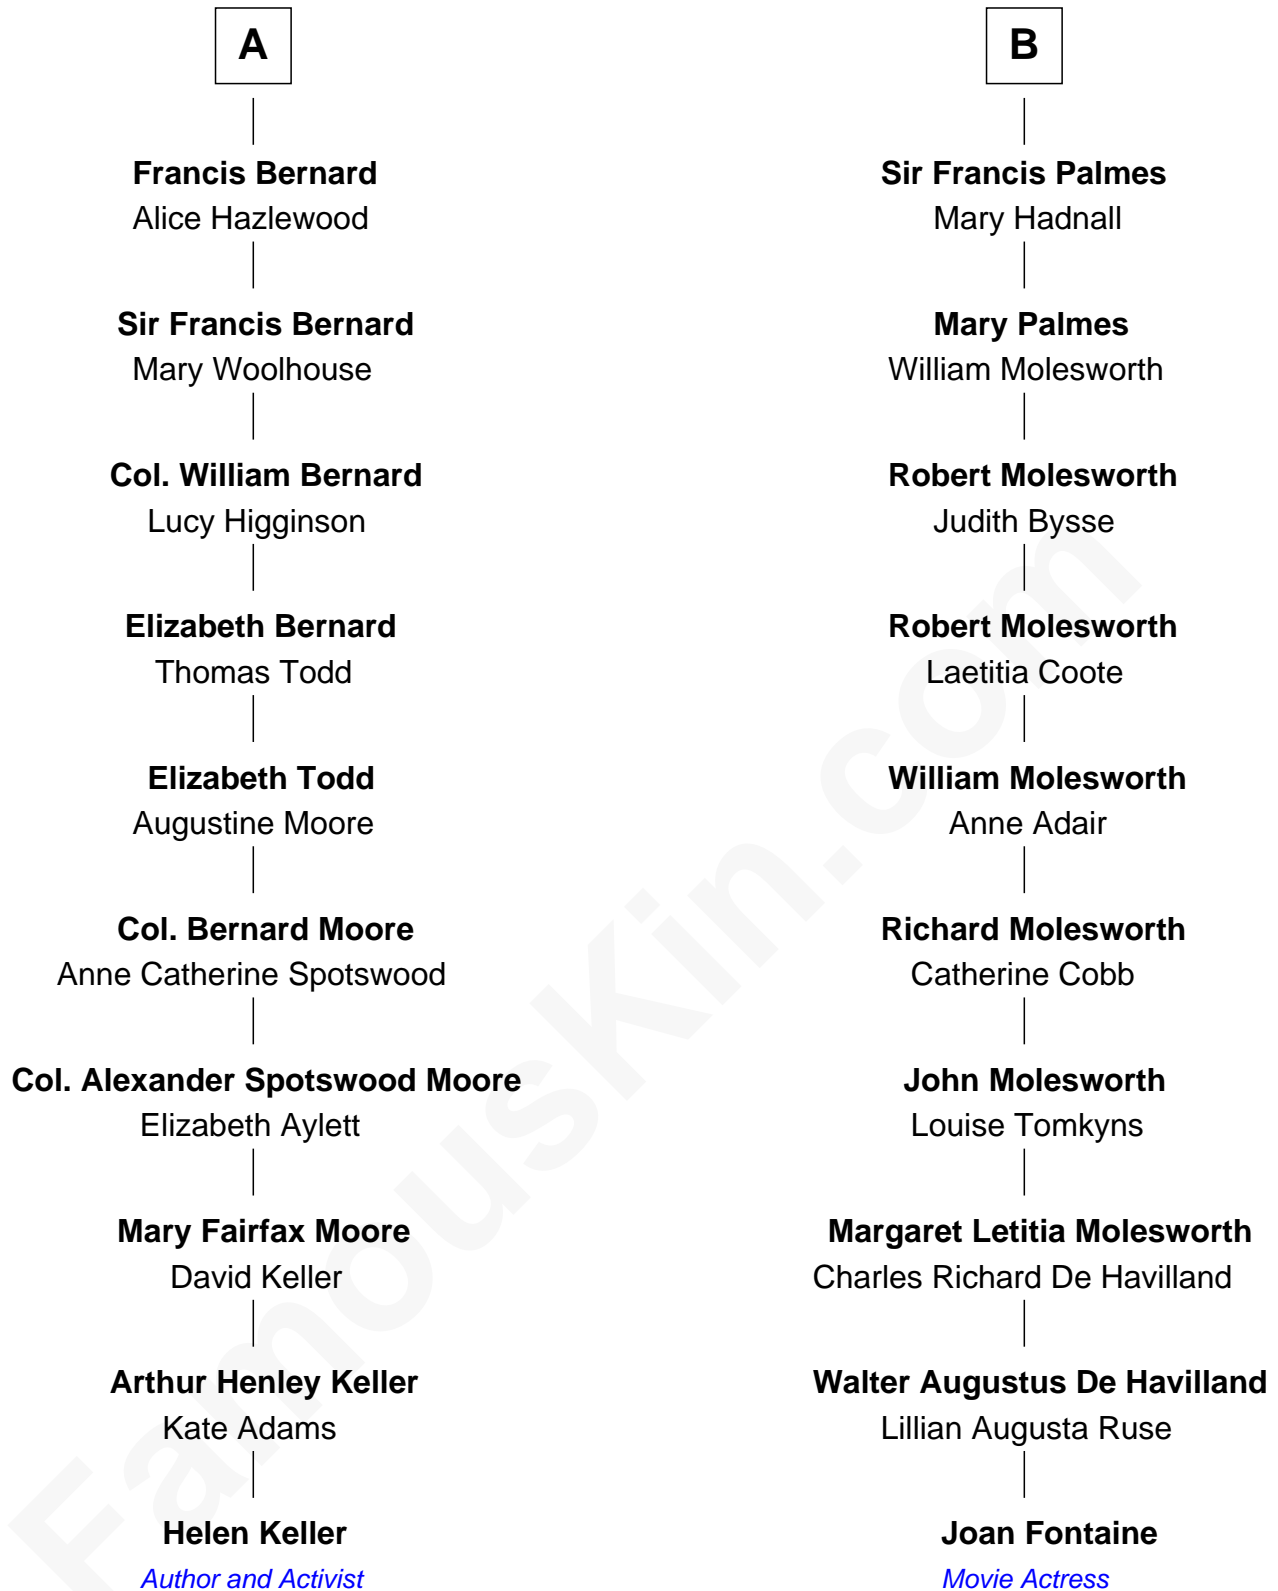 A
Francis Bernard
Alice Hazlewood
Sir Francis Bernard
Mary Woolhouse
Col. William Bernard
Lucy Higginson
Elizabeth Bernard
Thomas Todd
Elizabeth Todd
Augustine Moore
Col. Bernard Moore
Anne Catherine Spotswood
Col. Alexander Spotswood Moore
Elizabeth Aylett
Mary Fairfax Moore
David Keller
Arthur Henley Keller
Kate Adams
Helen Keller
Author and Activist
B
Sir Francis Palmes
Mary Hadnall
Mary Palmes
William Molesworth
Robert Molesworth
Judith Bysse
Robert Molesworth
Laetitia Coote
William Molesworth
Anne Adair
Richard Molesworth
Catherine Cobb
John Molesworth
Louise Tomkyns
Margaret Letitia Molesworth
Charles Richard De Havilland
Walter Augustus De Havilland
Lillian Augusta Ruse
Joan Fontaine
Movie Actress
FamousKin.com